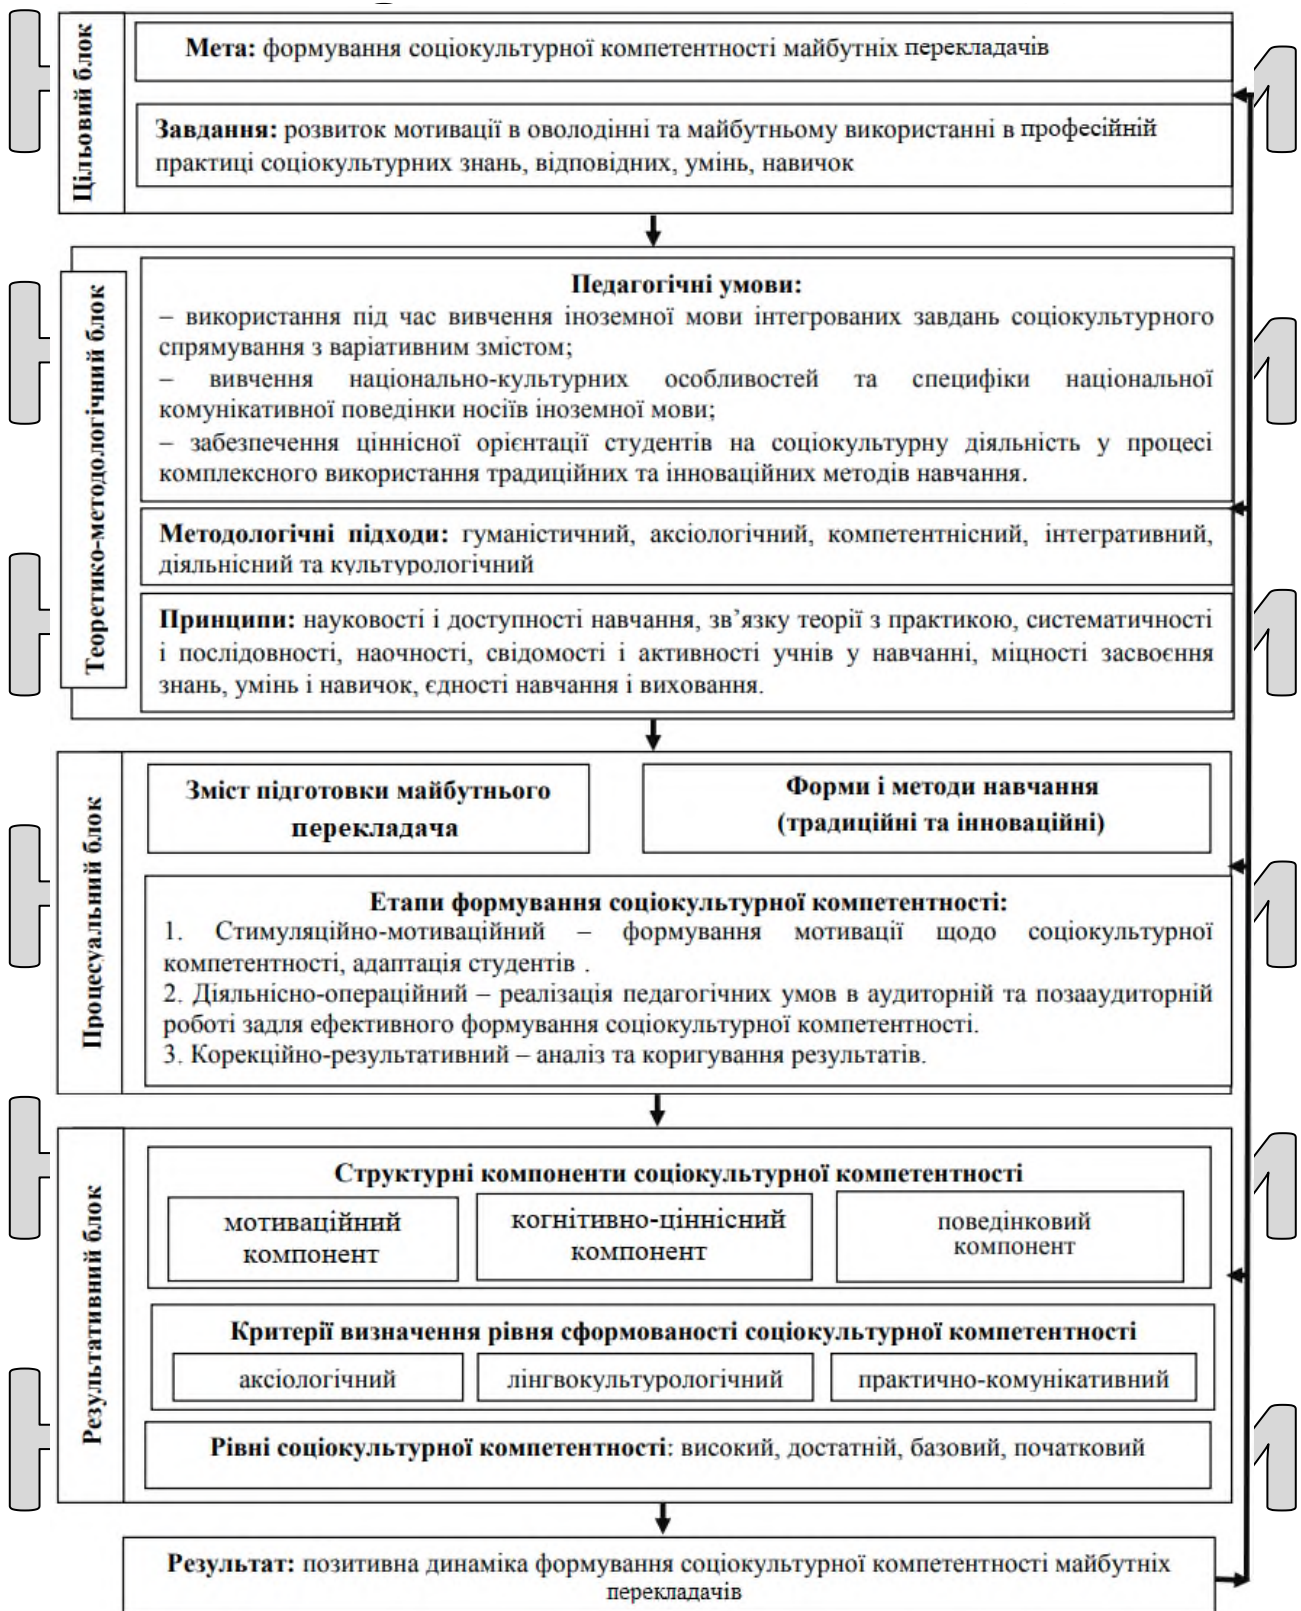 Цільовий блок
Мета: формування соціокультурної компетентності майбутніх перекладачів
Завдання: розвиток мотивації в оволодінні та майбутньому використанні в професійній
практиці соціокультурних знань, відповідних, умінь, навичок
Теоретико-методологічний блок
Педагогічні умови:
– використання під час вивчення іноземної мови інтегрованих завдань соціокультурного
спрямування з варіативним змістом;
– вивчення національно-культурних особливостей та специфіки національної
комунікативної поведінки носіїв іноземної мови;
– забезпечення ціннісної орієнтації студентів на соціокультурну діяльність у процесі
комплексного використання традиційних та інноваційних методів навчання.
Методологічні підходи: гуманістичний, аксіологічний, компетентнісний, інтегративний,
діяльнісний та культурологічний
Принципи: науковості і доступності навчання, зв’язку теорії з практикою, систематичності
і послідовності, наочності, свідомості і активності учнів у навчанні, міцності засвоєння
знань, умінь і навичок, єдності навчання і виховання.
Процесуальний блок
Зміст підготовки майбутнього
перекладача
Форми і методи навчання
(традиційні та інноваційні)
Етапи формування соціокультурної компетентності:
1. Стимуляційно-мотиваційний – формування мотивації щодо соціокультурної
компетентності, адаптація студентів .
2. Діяльнісно-операційний – реалізація педагогічних умов в аудиторній та позааудиторній
роботі задля ефективного формування соціокультурної компетентності.
3. Корекційно-результативний – аналіз та коригування результатів.
Результативний блок
Структурні компоненти соціокультурної компетентності
мотиваційний
компонент
когнітивно-ціннісний
компонент
поведінковий
компонент
Критерії визначення рівня сформованості соціокультурної компетентності
аксіологічний
лінгвокультурологічний
практично-комунікативний
Рівні соціокультурної компетентності: високий, достатній, базовий, початковий
Результат: позитивна динаміка формування соціокультурної компетентності майбутніх
перекладачів